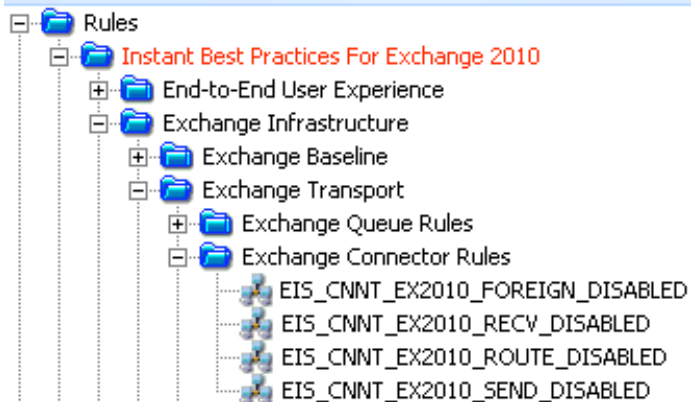 Rules
Instant Best Practices For Exchange 2010
End-to-End User Experience
Exchange Infrastructure
Exchange Baseline
Exchange Transport
Exchange Queue Rules
Exchange Connector Rules
EIS_CNNT_EX2010_FOREIGN_DISABLED
EIS_CNNT_EX2010_RECV_DISABLED
EIS_CNNT_EX2010_ROUTE_DISABLED
EIS_CNNT_EX2010_SEND_DISABLED